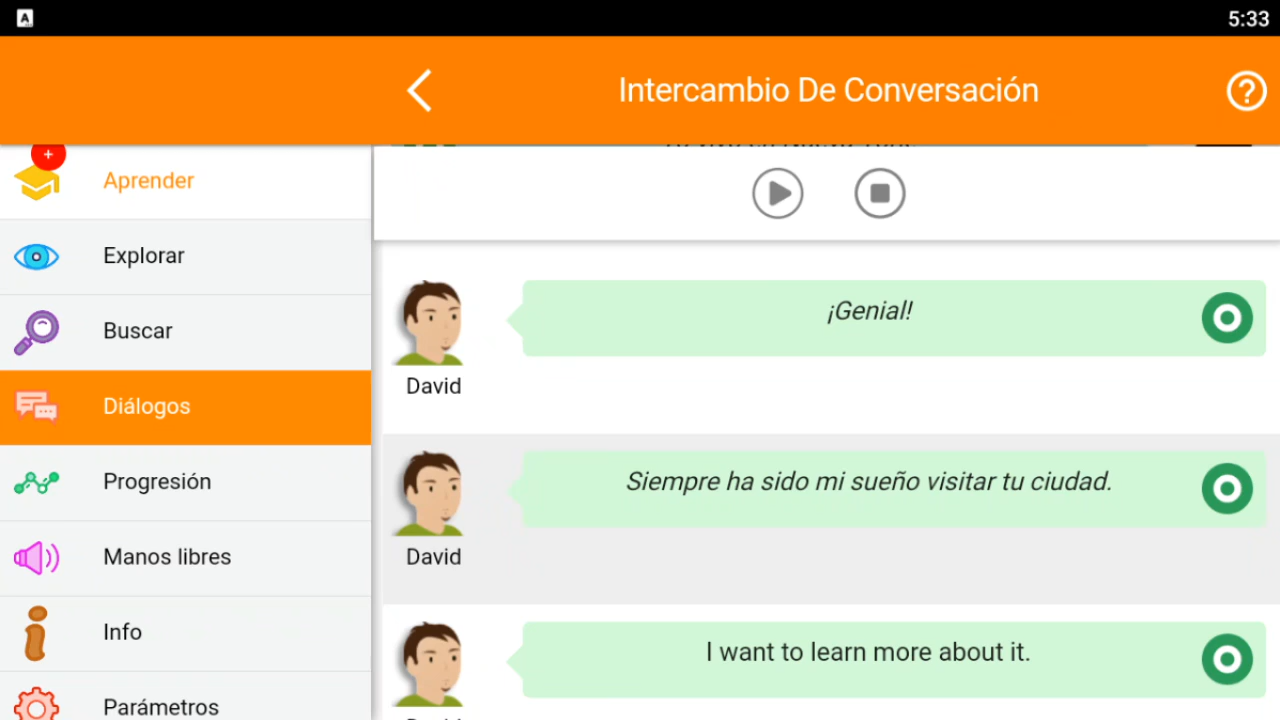 5:33
Intercambio De Conversación
Aprender
Explorar
Buscar
Diálogos
Progresión
Manos libres
Info
Parámetros
¡Genial!
David
Siempre ha sido mi sueño visitar tu ciudad.
David
I want to learn more about it.